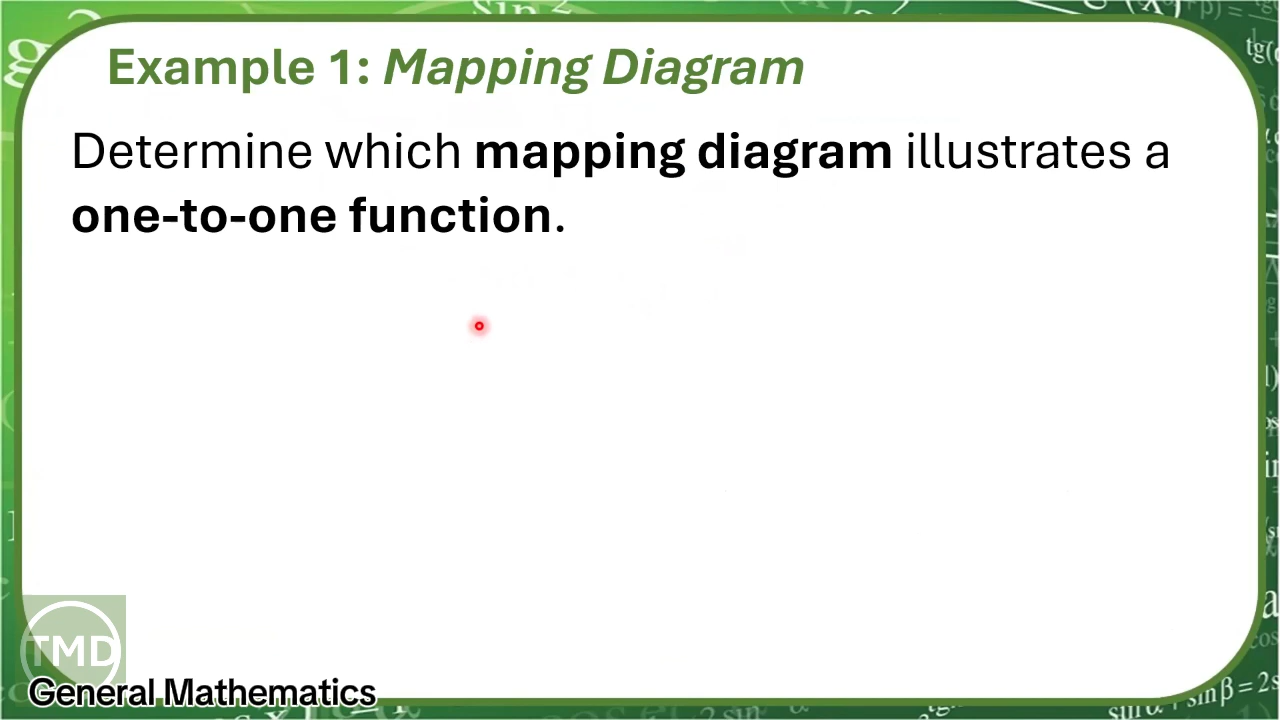 Example 1: Mapping Diagram
Determine which mapping diagram illustrates a
one-to-one function.
TMD
General Mathematics